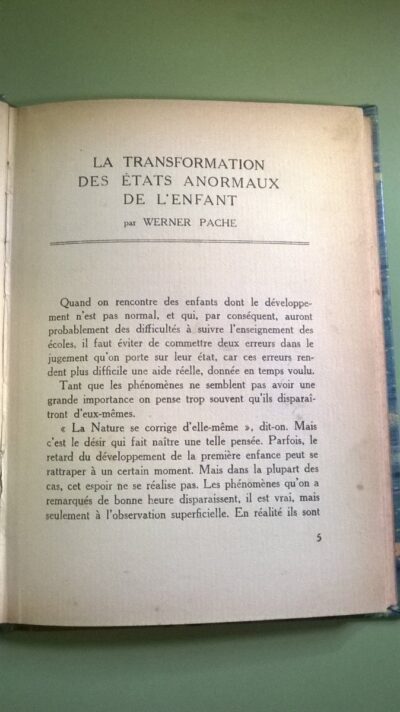 LA TRANSFORMATION
DES ÉTATS ANORMAUX
DE L'ENFANT
par WERNER PACHE
Quand on rencontre des enfants dont le développe-
ment n'est pas normal, et qui, par conséquent, auront
probablement des difficultés à suivre l'enseignement des
écoles, il faut éviter de commettre deux erreurs dans le
jugement qu'on porte sur leur état, car ces erreurs ren-
dent plus difficile une aide réelle, donnée en temps voulu.
Tant que les phénomènes ne semblent pas avoir une
grande importance on pense trop souvent qu'ils disparaî-
tront d'eux-mêmes.
« La Nature se corrige d'elle-même », dit-on. Mais
c'est le désir qui fait naître une telle pensée. Parfois, le
retard du développement de la première enfance peut se
rattraper à un certain moment. Mais dans la plupart des
cas, cet espoir ne se réalise pas. Les phénomènes qu'on a
remarqués de bonne heure disparaissent, il est vrai, mais
seulement à l'observation superficielle. En réalité ils sont
5